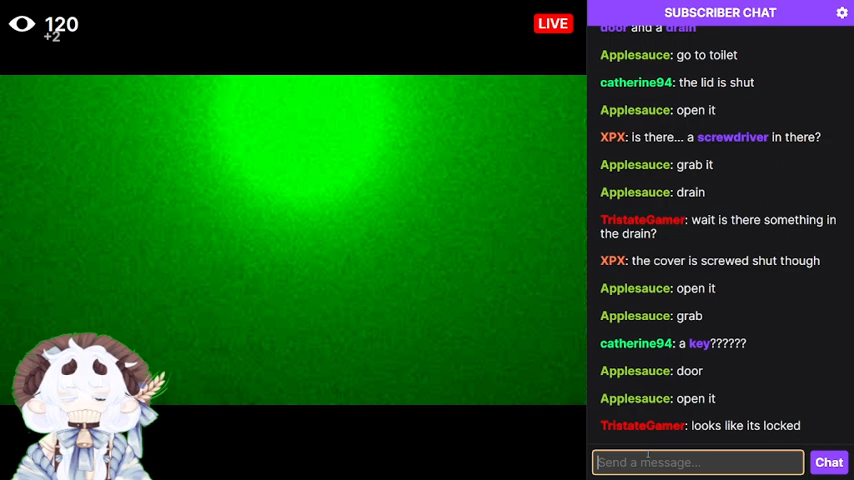 120
+2
LIVE
SUBSCRIBER CHAT
door and a drain
Applesauce: go to toilet
catherine94: the lid is shut
Applesauce: open it
XPX: is there... a screwdriver in there?
Applesauce: grab it
Applesauce: drain
TristateGamer: wait is there something in
the drain?
XPX: the cover is screwed shut though
Applesauce: open it
Applesauce: grab
catherine94: a key??????
Applesauce: door
Applesauce: open it
TristateGamer: looks like its locked
Send a message...
Chat